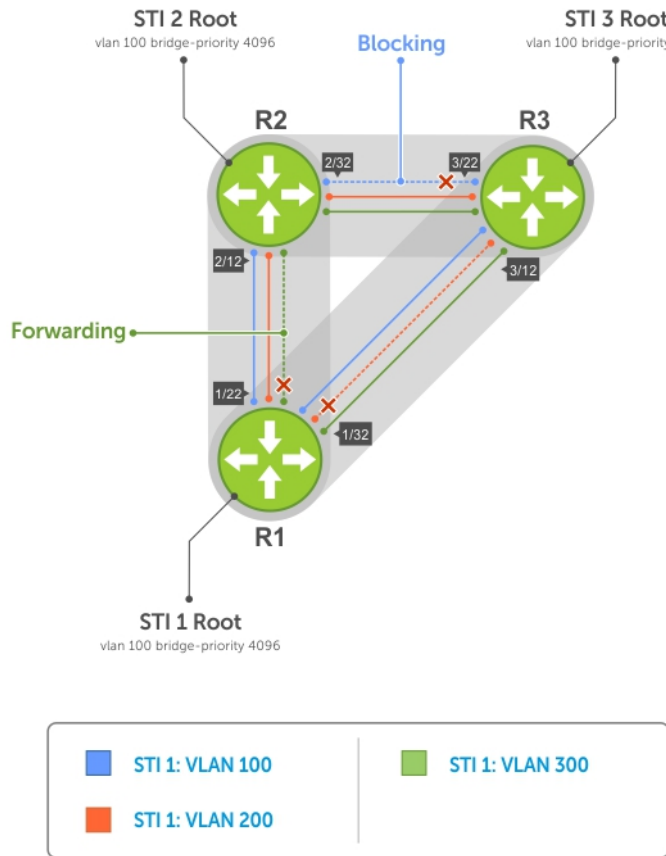 STI 2 Root
vlan 100 bridge-priority 4096
STI 3 Root
vlan 100 bridge-priority
Blocking
R2
R3
2/32
3/22
2/12
3/12
Forwarding
1/22
1/32
R1
STI 1 Root
vlan 100 bridge-priority 4096
STI 1: VLAN 100
STI 1: VLAN 300
STI 1: VLAN 200